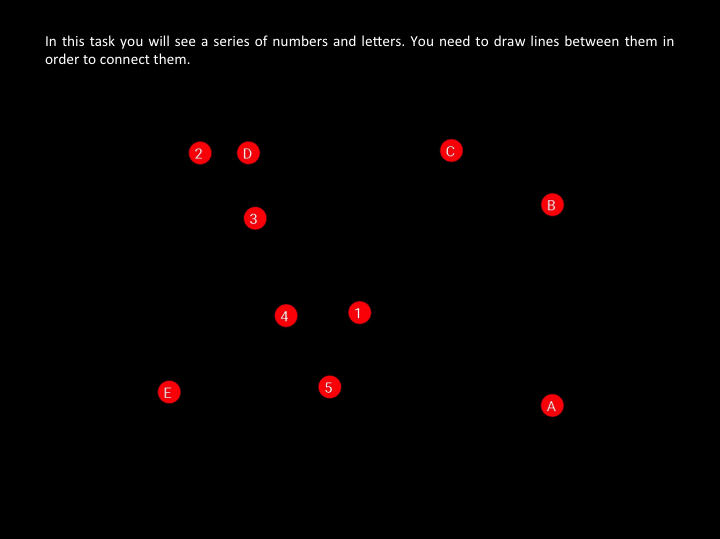 In this task you will see a series of numbers and letters. You need to draw lines between them in
order to connect them.
2 D C
B
3
4 1
E 5 A